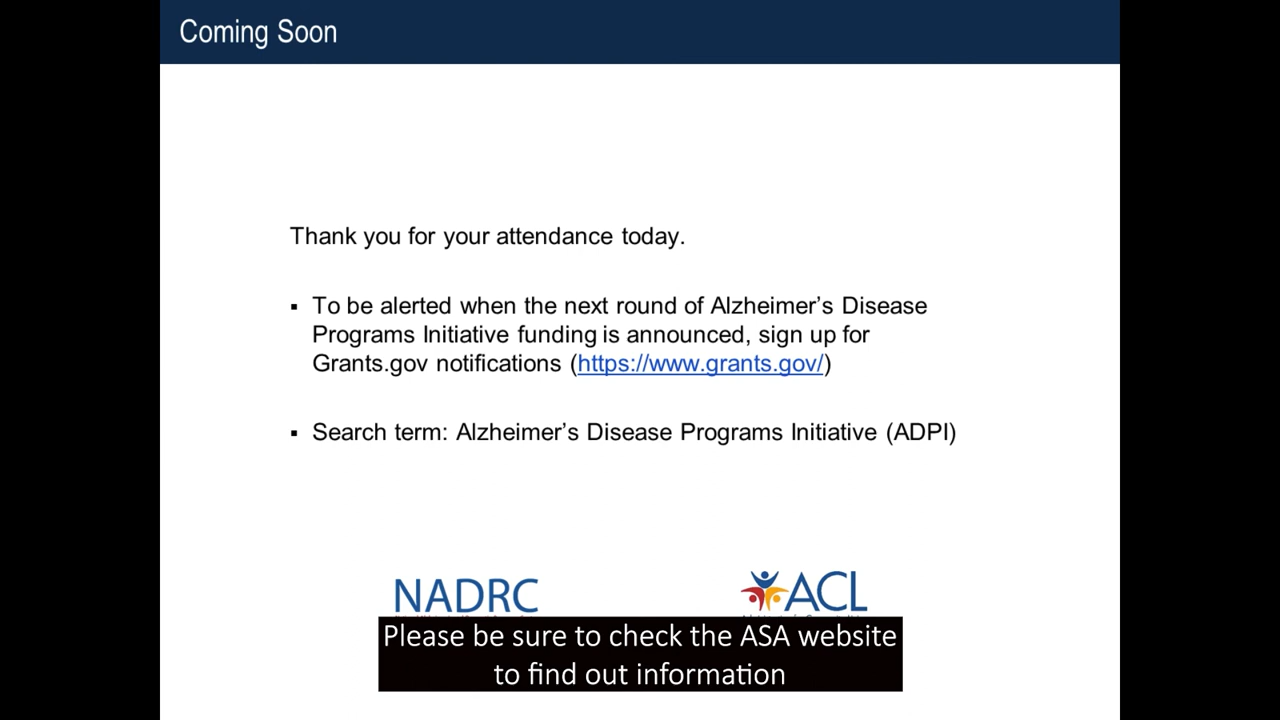 Coming Soon
Thank you for your attendance today.
▪ To be alerted when the next round of Alzheimer’s Disease
Programs Initiative funding is announced, sign up for
Grants.gov notifications (https://www.grants.gov/)
▪ Search term: Alzheimer’s Disease Programs Initiative (ADPI)
NADRC
ACL
Please be sure to check the ASA website
to find out information